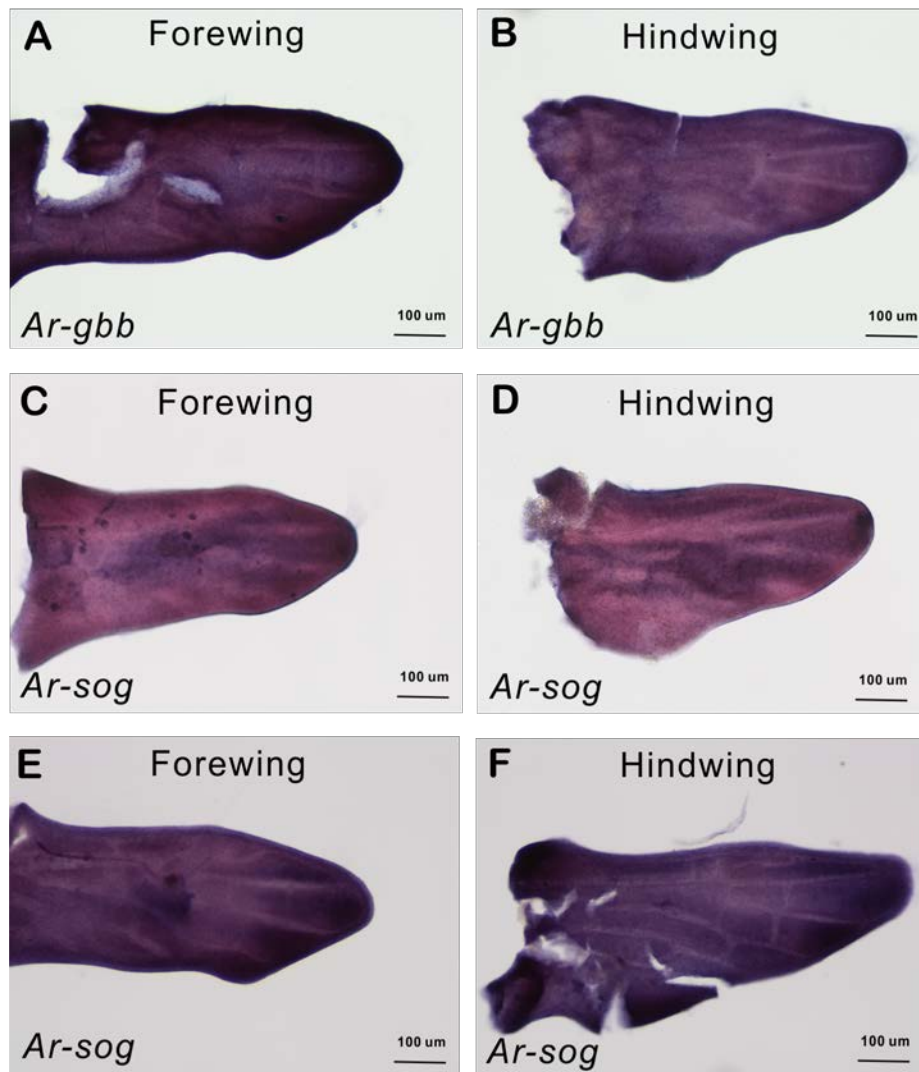 A
Forewing
Ar-gbb
100 um
B
Hindwing
Ar-gbb
100 um
C
Forewing
Ar-sog
100 um
D
Hindwing
Ar-sog
100 um
E
Forewing
Ar-sog
100 um
F
Hindwing
Ar-sog
100 um